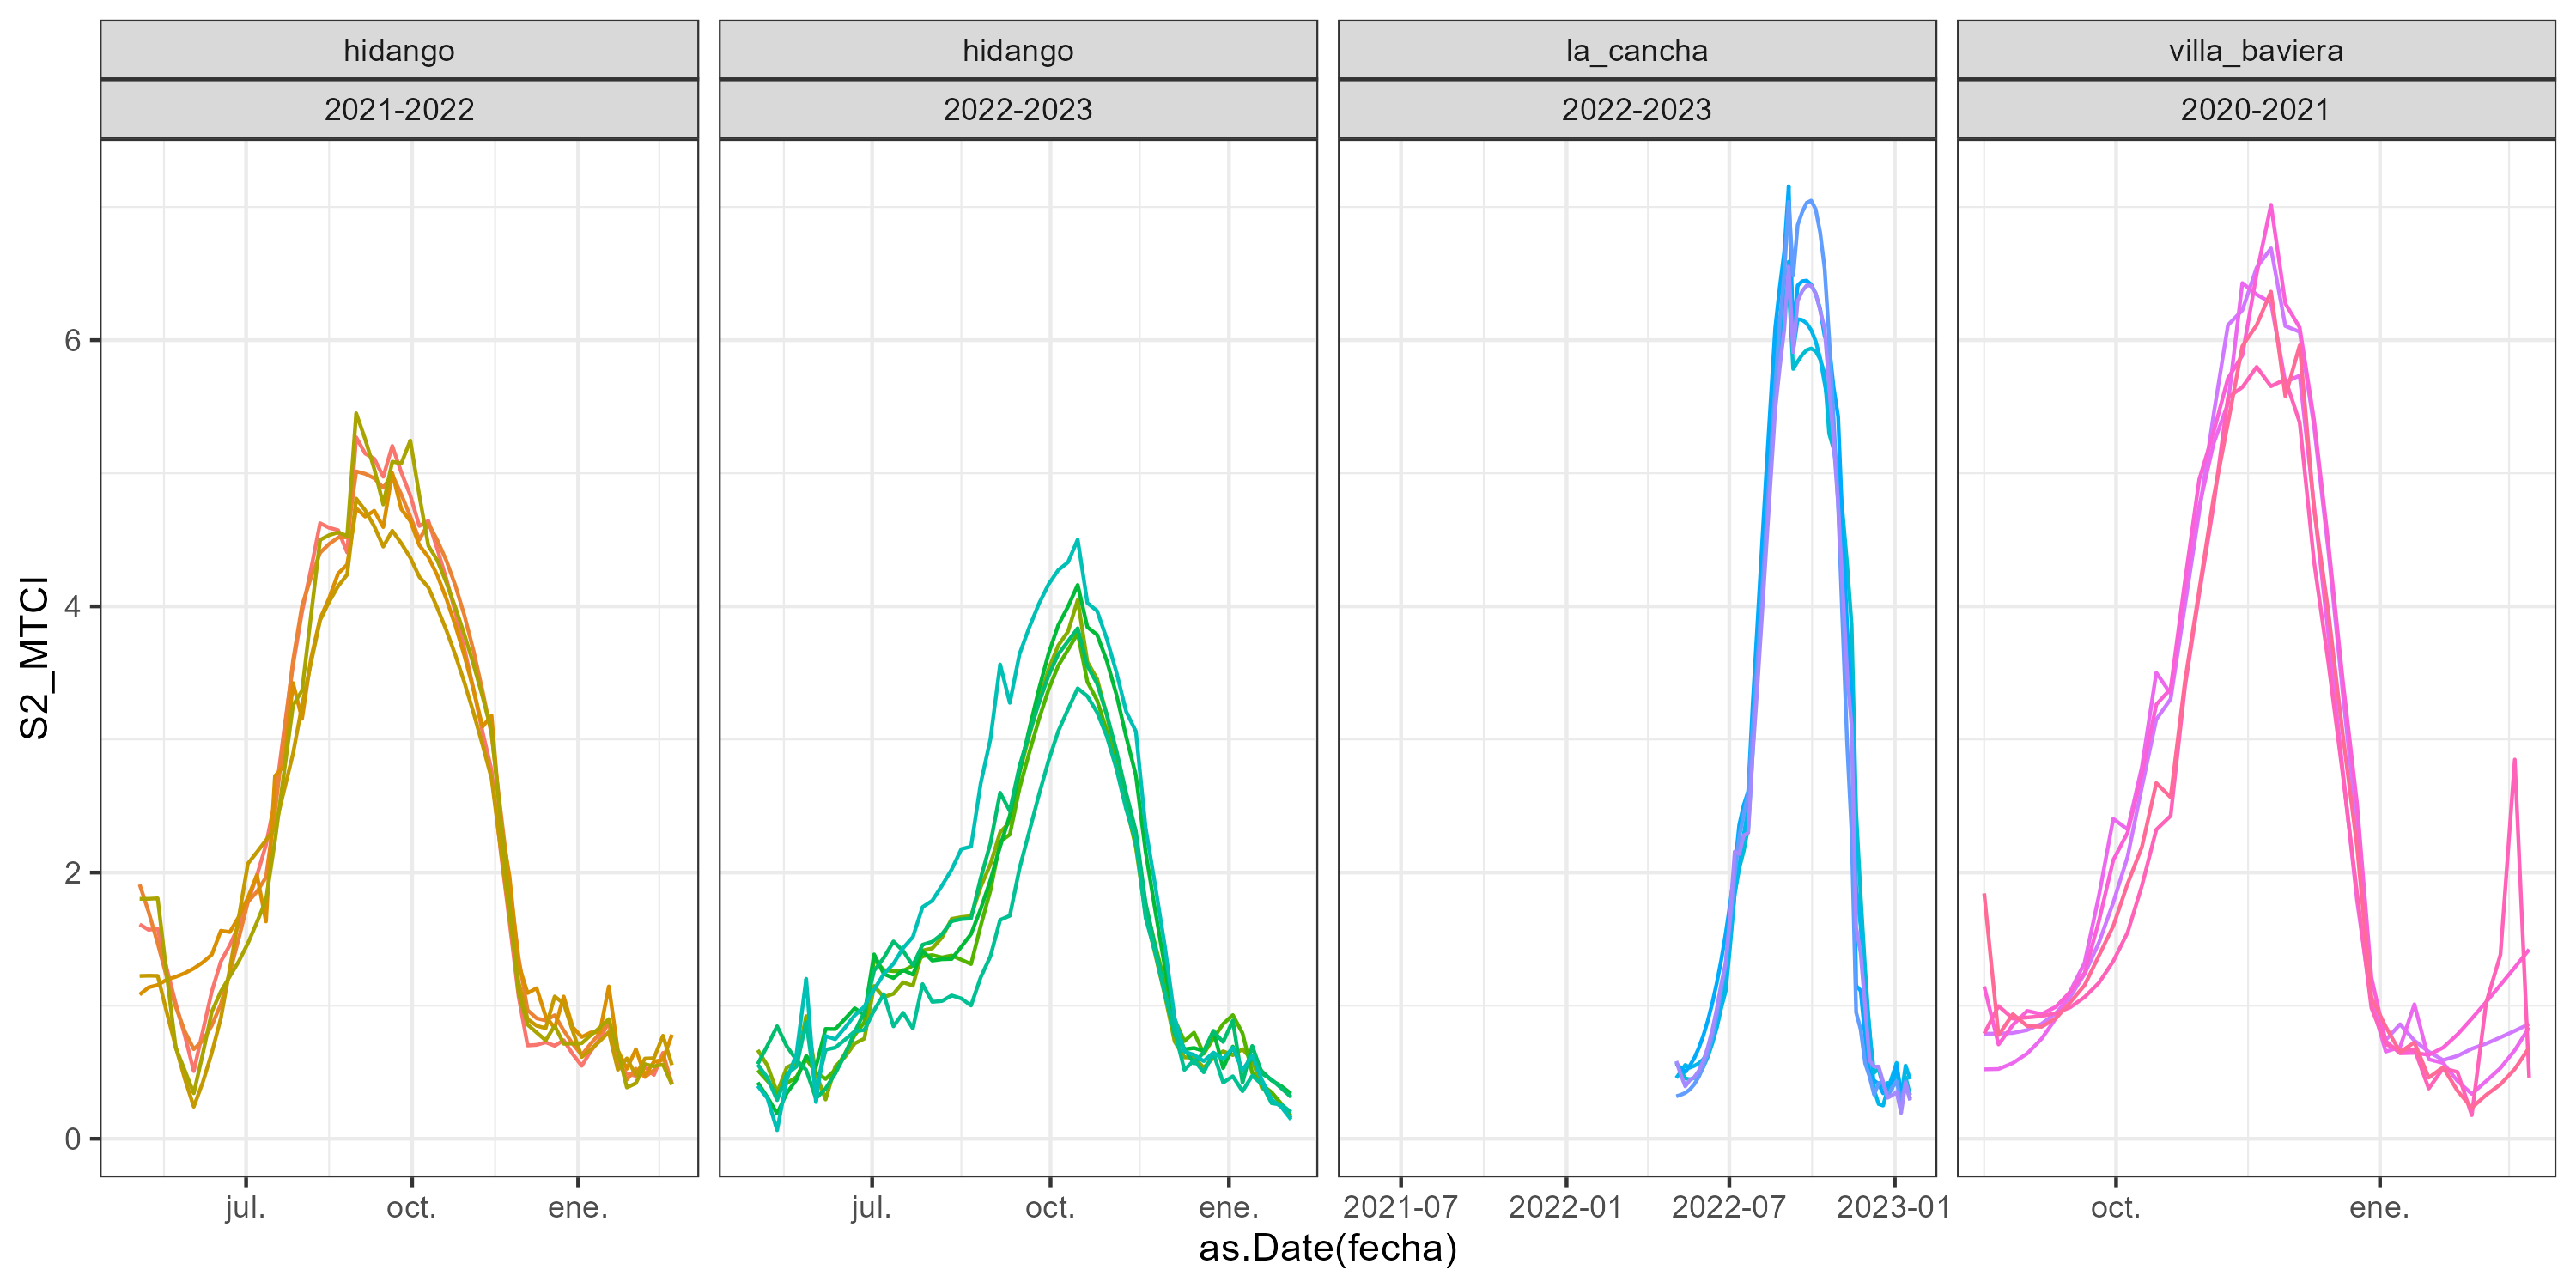 hidango hidango la_cancha villa_baviera
2021-2022 2022-2023 2022-2023 2020-2021
S2_MTCI
6
4
2
0
jul. oct. ene. jul. oct. ene. 2021-07 2022-01 2022-07 2023-01 oct. ene.
as.Date(fecha)